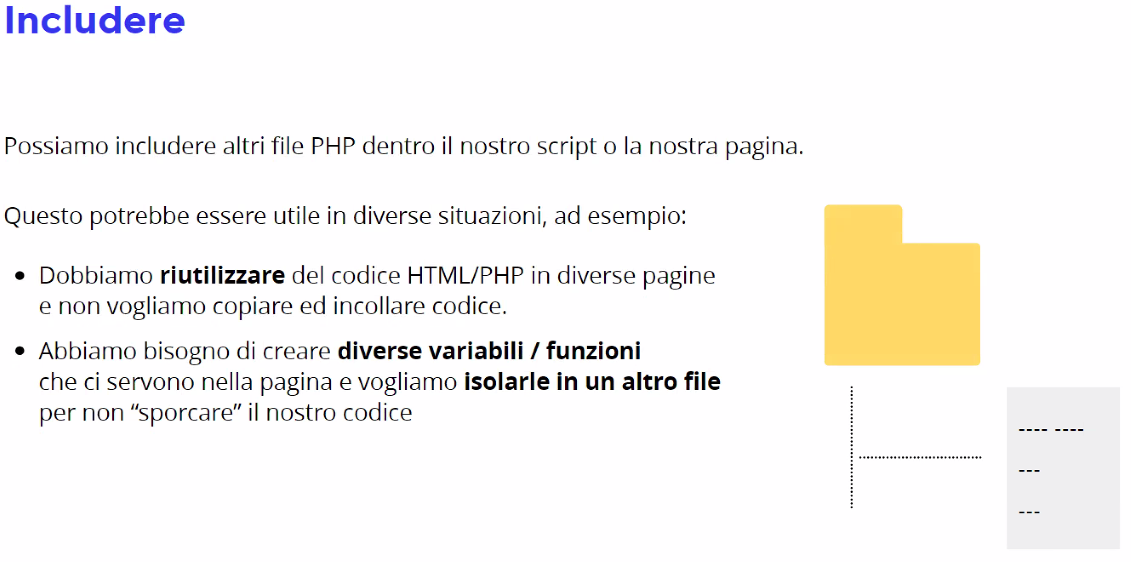 Includere
Possiamo includere altri file PHP dentro il nostro script o la nostra pagina.
Questo potrebbe essere utile in diverse situazioni, ad esempio:
• Dobbiamo riutilizzare del codice HTML/PHP in diverse pagine
e non vogliamo copiare ed incollare codice.
• Abbiamo bisogno di creare diverse variabili / funzioni
che ci servono nella pagina e vogliamo isolarle in un altro file
per non “sporcare” il nostro codice
---- ----
---
---